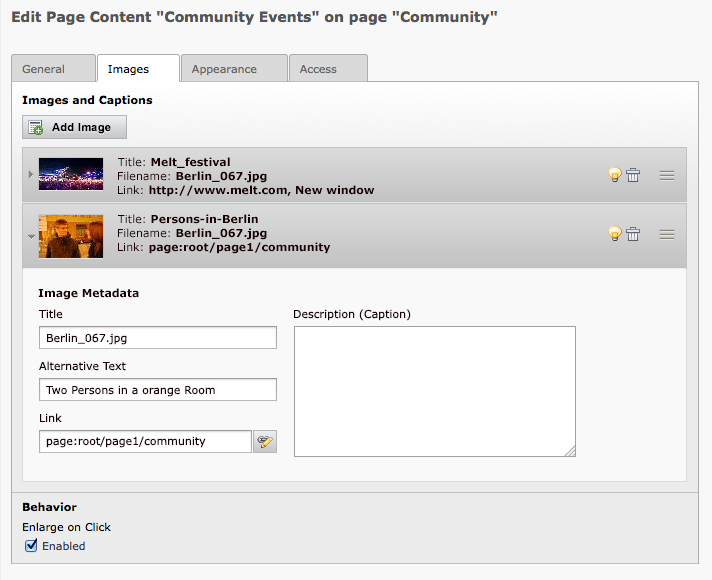 Edit Page Content "Community Events" on page "Community"
General Images Appearance Access
Images and Captions
Add Image
Title: Melt_festival
Filename: Berlin_067.jpg
Link: http://www.melt.com, New window
Title: Persons-in-Berlin
Filename: Berlin_067.jpg
Link: page:root/page1/community
Image Metadata
Title
Berlin_067.jpg
Description (Caption)
Alternative Text
Two Persons in a orange Room
Link
page:root/page1/community
Behavior
Enlarge on Click
Enabled